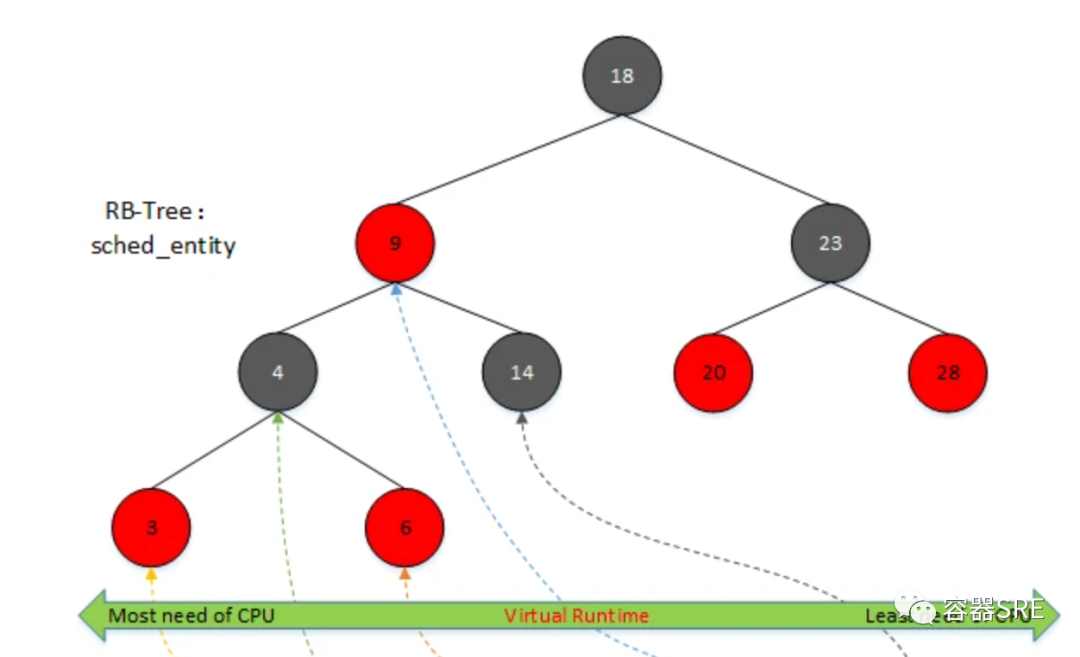 18
RB-Tree：
sched_entity
9
23
4
14
20
28
3
6
Most need of CPU
Virtual Runtime
容器SRE